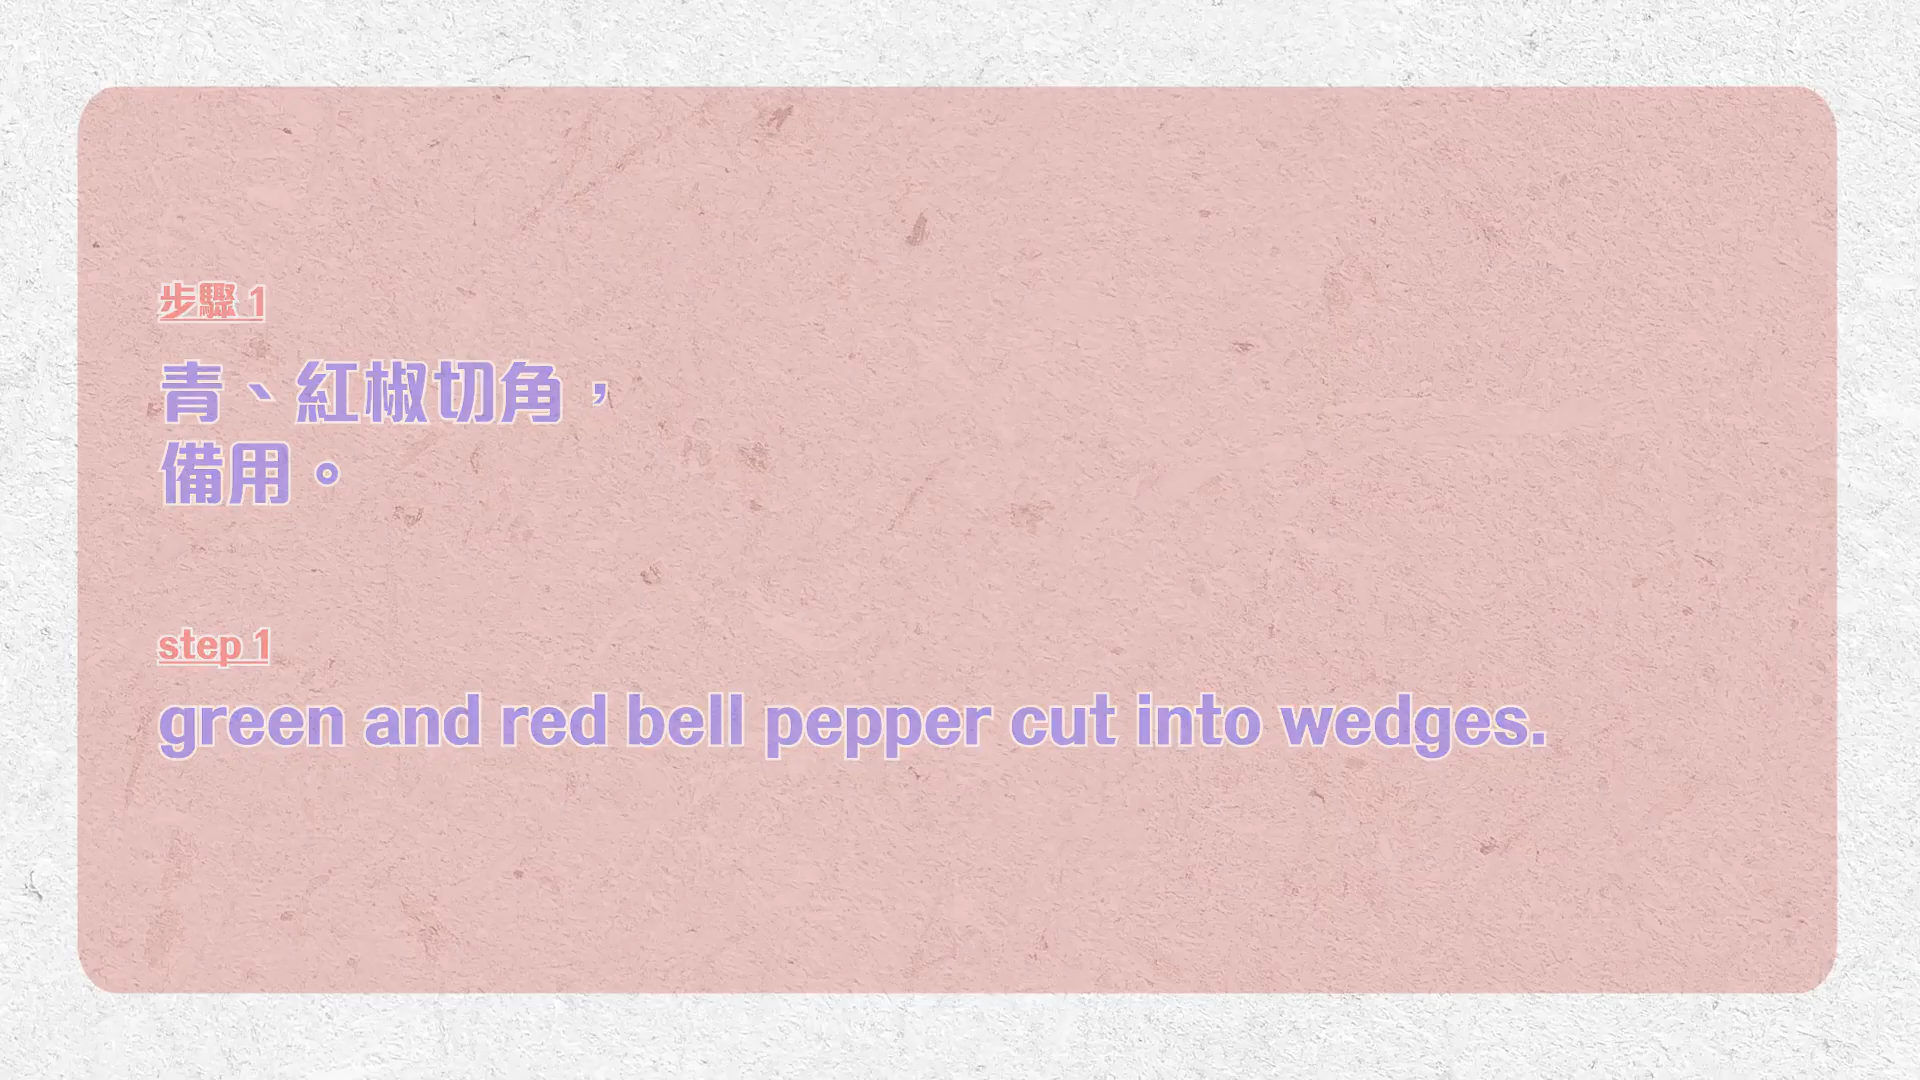 步驟 1
青、紅椒切角，
備用。
step 1
green and red bell pepper cut into wedges.